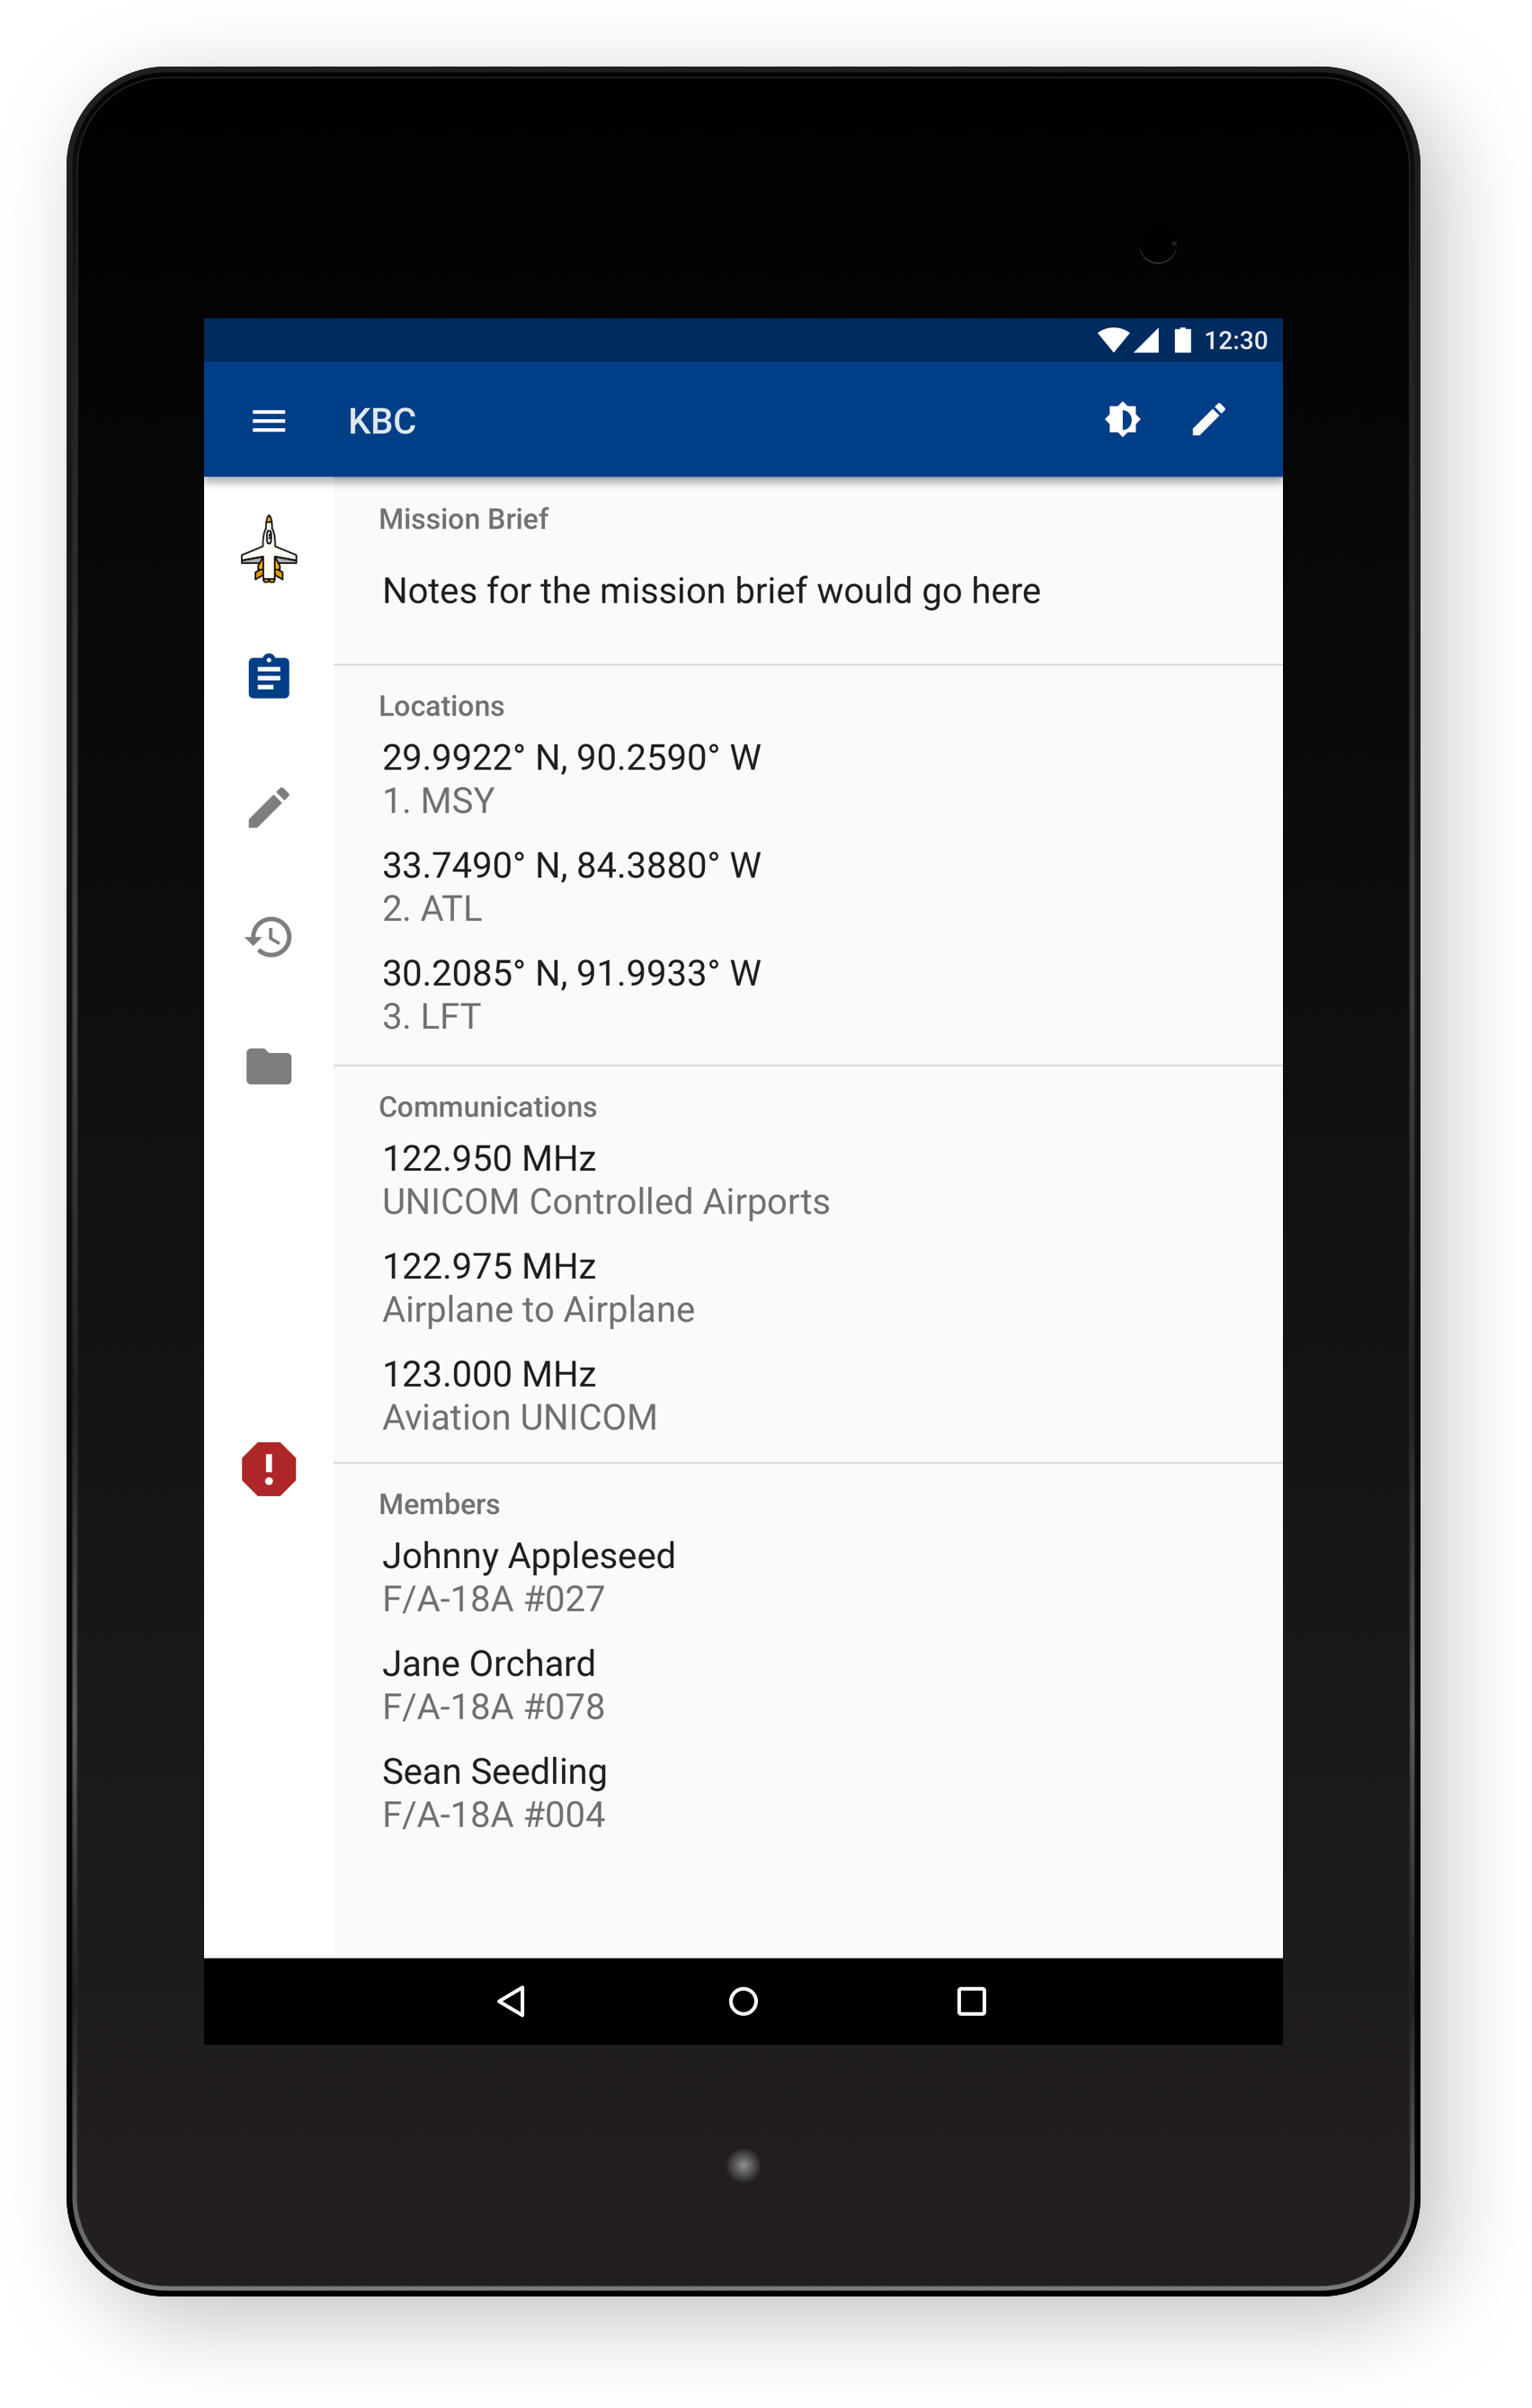 12:30
KBC
Mission Brief
Notes for the mission brief would go here
Locations
29.9922° N, 90.2590° W
1. MSY
33.7490° N, 84.3880° W
2. ATL
30.2085° N, 91.9933° W
3. LFT
Communications
122.950 MHz
UNICOM Controlled Airports
122.975 MHz
Airplane to Airplane
123.000 MHz
Aviation UNICOM
Members
Johnny Appleseed
F/A-18A #027
Jane Orchard
F/A-18A #078
Sean Seedling
F/A-18A #004